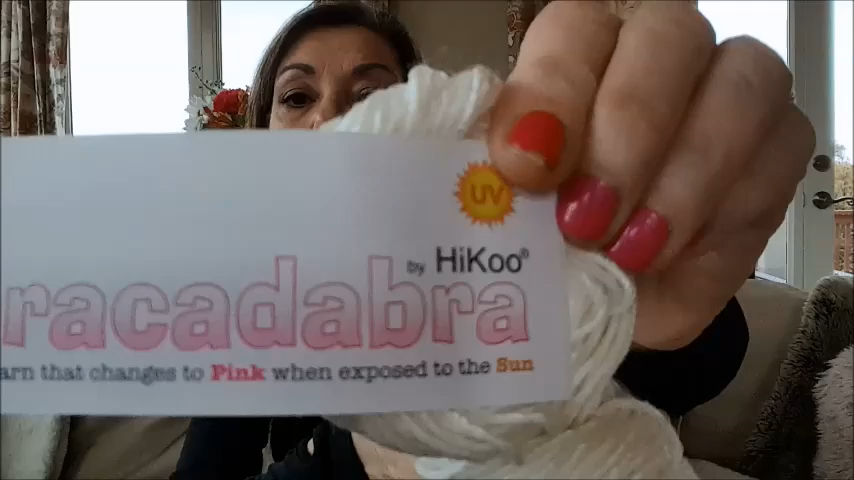 UV
by HiKoo®
racadabra
arn that changes to Pink when exposed to the Sun